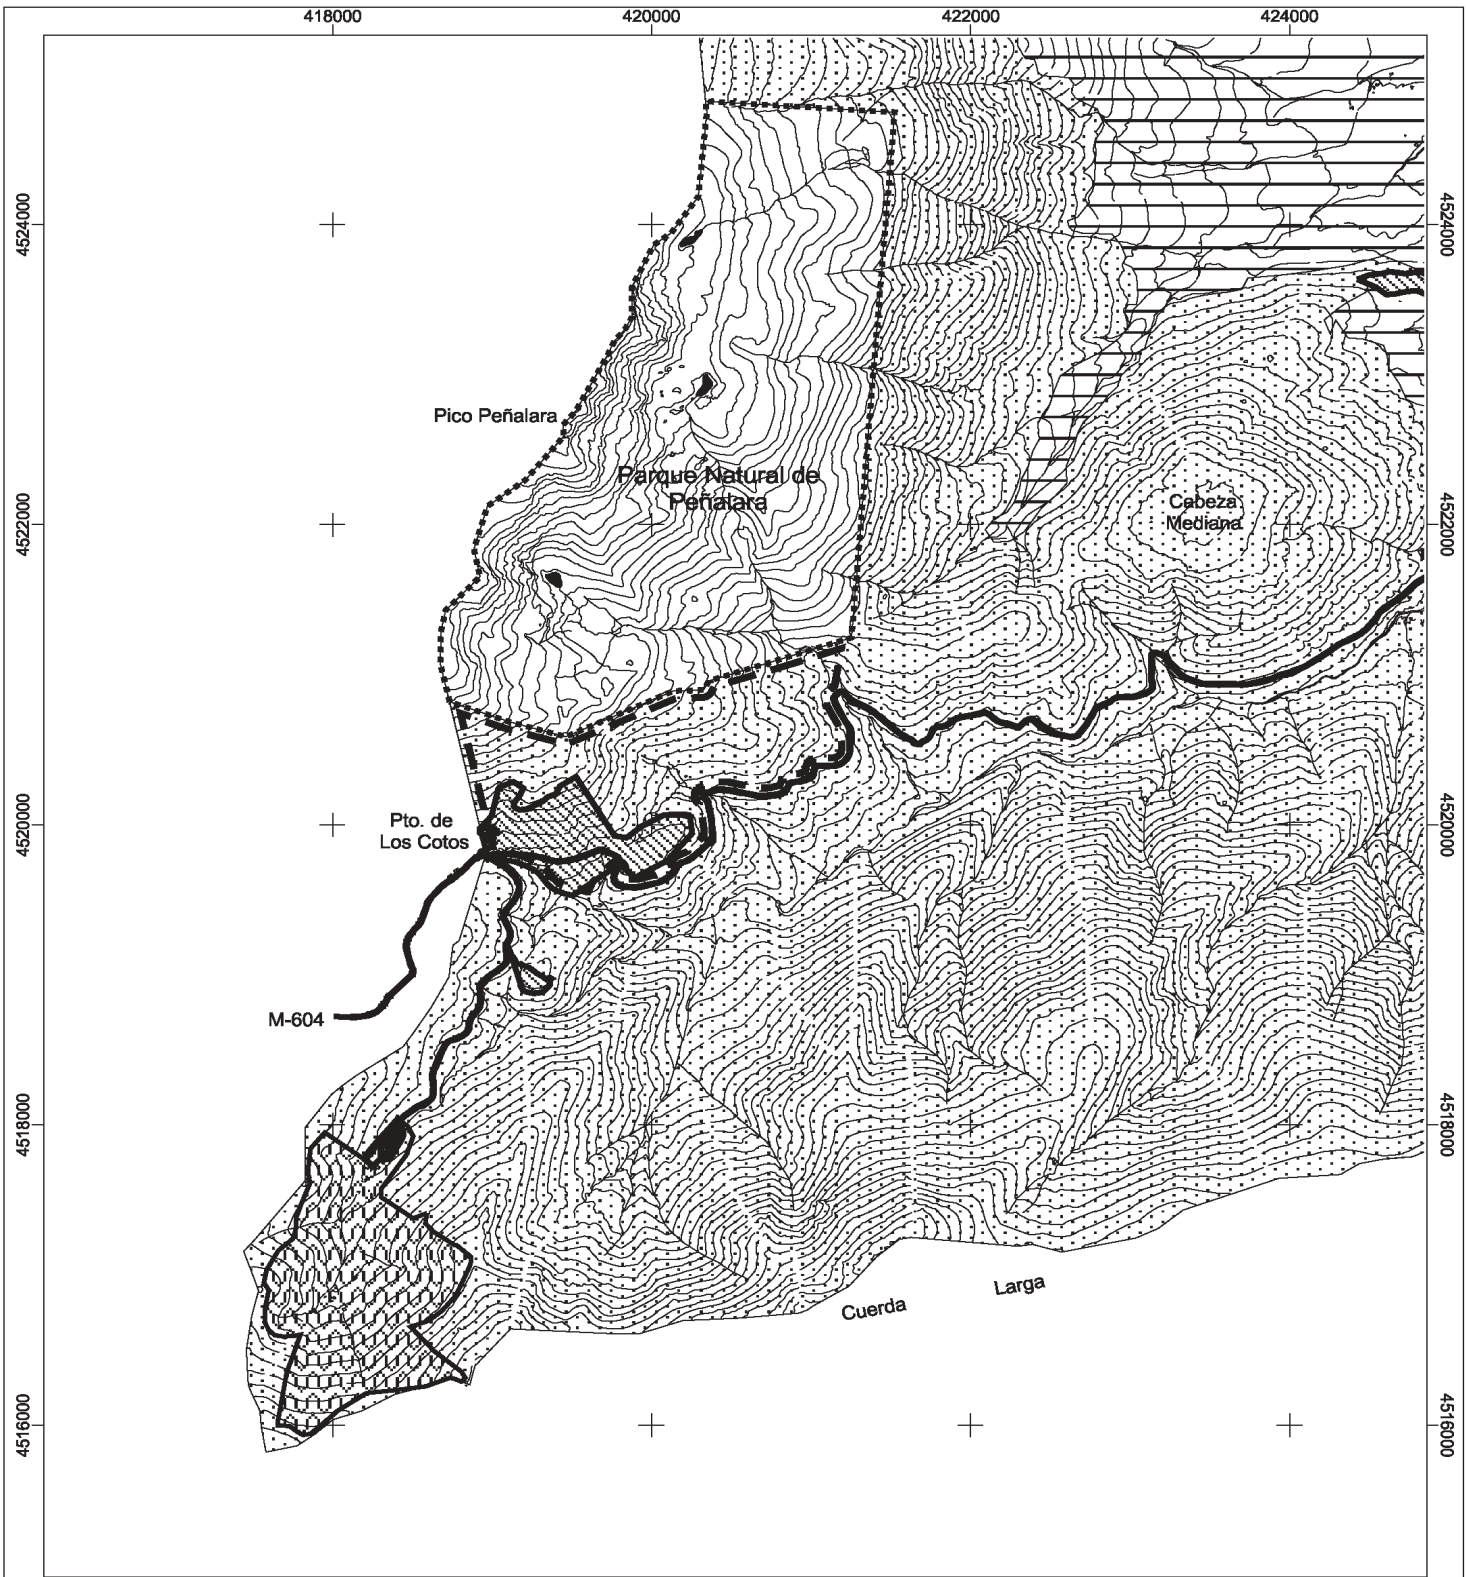 418000 420000 422000 424000
4524000 4524000
Pico Peñalara
Parque Natural de
Peñalara
Cabeza
Mediana
4522000 4522000
Pto. de
Los Cotos
4520000 4520000
M-604
4518000 4518000
Larga
Cuerda
4516000 4516000